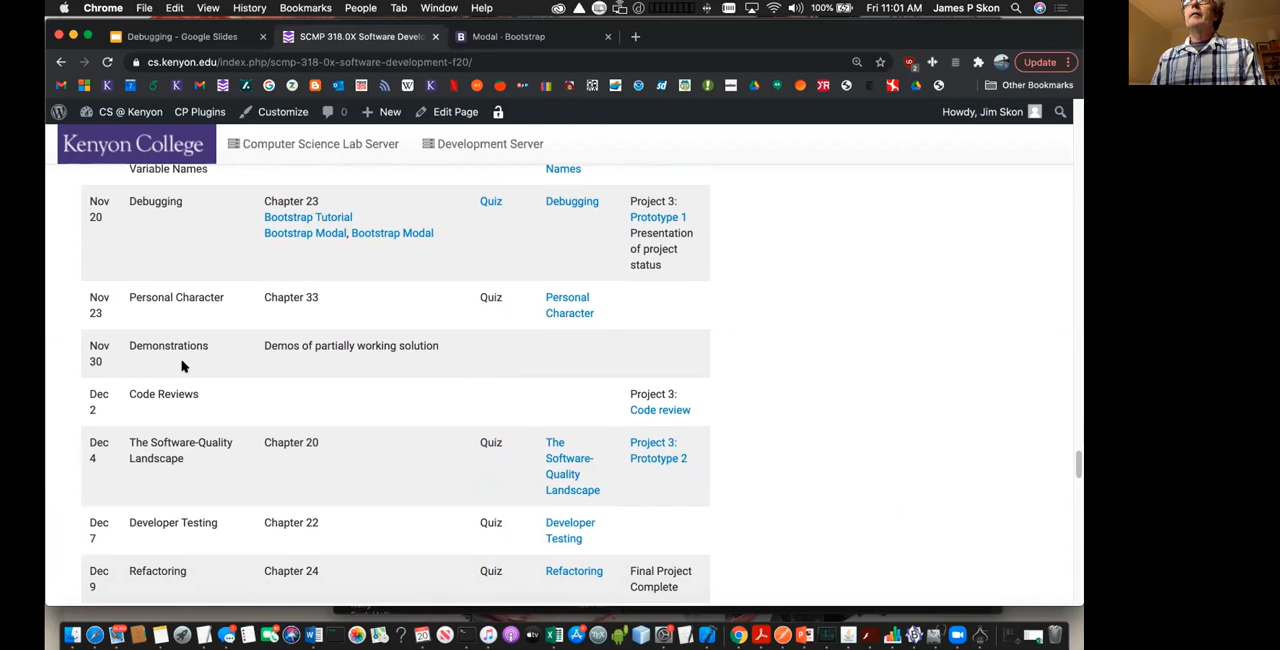 Chrome File Edit View History Bookmarks People Tab Window Help 100% Fri 11:01 AM James P Skon
Debugging - Google Slides × SCMP 318.0X Software Develo × B Modal · Bootstrap × +
cs.kenyon.edu/index.php/scmp-318-0x-software-development-f20/ Update
Other Bookmarks
CS @ Kenyon CP Plugins Customize 0 + New Edit Page Howdy, Jim Skon
Kenyon College Computer Science Lab Server Development Server
Variable Names Names
Nov Debugging Chapter 23 Quiz Debugging Project 3:
20 Bootstrap Tutorial Prototype 1
Bootstrap Modal, Bootstrap Modal Presentation
of project
status
Nov Personal Character Chapter 33 Quiz Personal
23 Character
Nov Demonstrations Demos of partially working solution
30
Dec Code Reviews Project 3:
2 Code review
Dec The Software-Quality Chapter 20 Quiz The Project 3:
4 Landscape Software- Prototype 2
Quality
Landscape
Dec Developer Testing Chapter 22 Quiz Developer
7 Testing
Dec Refactoring Chapter 24 Quiz Refactoring Final Project
9 Complete